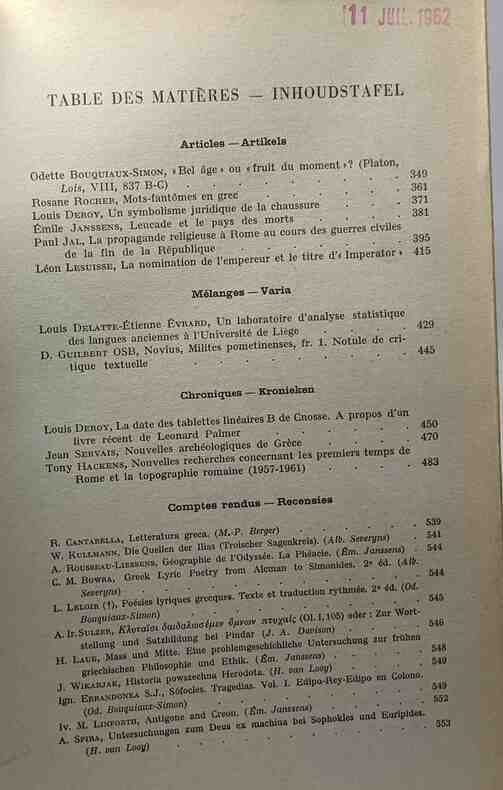 11 JUIL. 1962
TABLE DES MATIÈRES — INHOUDSTAFEL
Articles — Artikels
Odette Bouquiaux-Simon, « Bel âge » ou « fruit du moment »? (Platon,
Lois, VIII, 837 B-C) 349
Rosane Rocher, Mots-fantômes en grec 361
Louis Deroy, Un symbolisme juridique de la chaussure 371
Émile Janssens, Leucade et le pays des morts 381
Paul Jal, La propagande religieuse à Rome au cours des guerres civiles
de la fin de la République 395
Léon Lesuisse, La nomination de l'empereur et le titre d'« Imperator » 415
Mélanges — Varia
Louis Delatte-Étienne Évrard, Un laboratoire d'analyse statistique
des langues anciennes à l'Université de Liège 429
D. Guilbert OSB, Novius, Milites pometinenses, fr. 1. Notule de cri-
tique textuelle 445
Chroniques — Kronieken
Louis Deroy, La date des tablettes linéaires B de Cnosse. A propos d'un
livre récent de Leonard Palmer 450
Jean Servais, Nouvelles archéologiques de Grèce 470
Tony Hackens, Nouvelles recherches concernant les premiers temps de
Rome et la topographie romaine (1957-1961) 483
Comptes rendus — Recensies
R. Cantarella, Letteratura greca. (M.-P. Berger) 539
W. Kullmann, Die Quellen der Ilias (Troischer Sagenkreis). (Alb. Severyns) 541
A. Rousseau-Liessens, Géographie de l'Odyssée. La Phéacie. (Ém. Janssens) 544
C. M. Bowra, Greek Lyric Poetry from Alcman to Simonides. 2e éd. (Alb.
Severyns) 544
L. Leloir (†), Poésies lyriques grecques. Texte et traduction rythmée. 2e éd. (Od.
Bouquiaux-Simon) 545
A. Ir. Sulzer, Κλυταῖσι δαιδαλωσέμεν ὕμνων πτυχαῖς (Ol. I, 105) oder : Zur Wort-
stellung und Satzbildung bei Pindar (J. A. Davison) 546
H. Laue, Mass und Mitte. Eine problemgeschichtliche Untersuchung zur frühen
griechischen Philosophie und Ethik. (Ém. Janssens) 548
J. Wikarjak, Historia powszechna Herodota. (H. van Looy) 549
Ign. Errandonea S.J., Sófocles. Tragedias. Vol. I. Edipo-Rey-Edipo en Colono.
(Od. Bouquiaux-Simon) 549
Iv. M. Linforth, Antigone and Creon. (Ém. Janssens) 552
A. Spira, Untersuchungen zum Deus ex machina bei Sophokles und Euripides.
(H. van Looy) 553